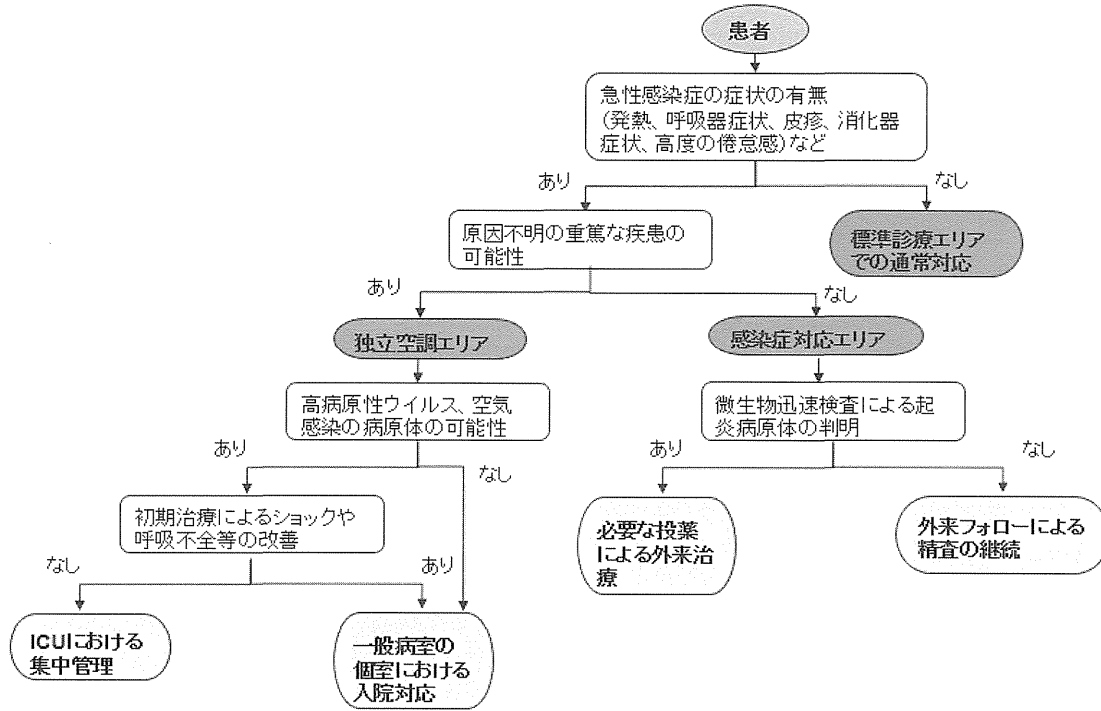 患者
急性感染症の症状の有無
(発熱、呼吸器症状、皮疹、消化器
症状、高度の倦怠感)など
あり
なし
原因不明の重篤な疾患の
可能性
標準診療エリア
での通常対応
あり
なし
独立空調エリア
感染症対応エリア
高病原性ウイルス、空気
感染の病原体の可能性
微生物迅速検査による起
炎病原体の判明
あり
なし
あり
なし
初期治療によるショックや
呼吸不全等の改善
必要な投薬
による外来治
療
外来フォローによる
精査の継続
なし
あり
ICUにおける
集中管理
一般病室の
個室における
入院対応